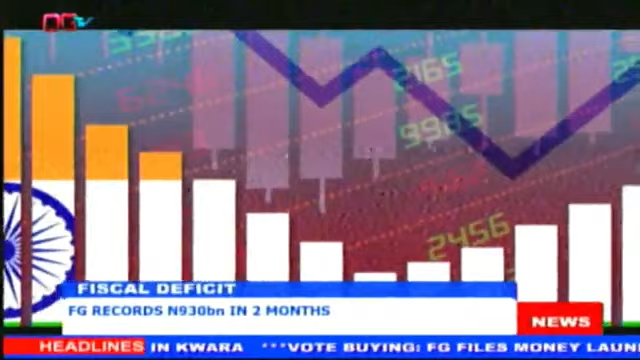 2165
9985
2456
FISCAL DEFICIT
FG RECORDS N930bn IN 2 MONTHS
NEWS
HEADLINES IN KWARA ***VOTE BUYING: FG FILES MONEY LAUN